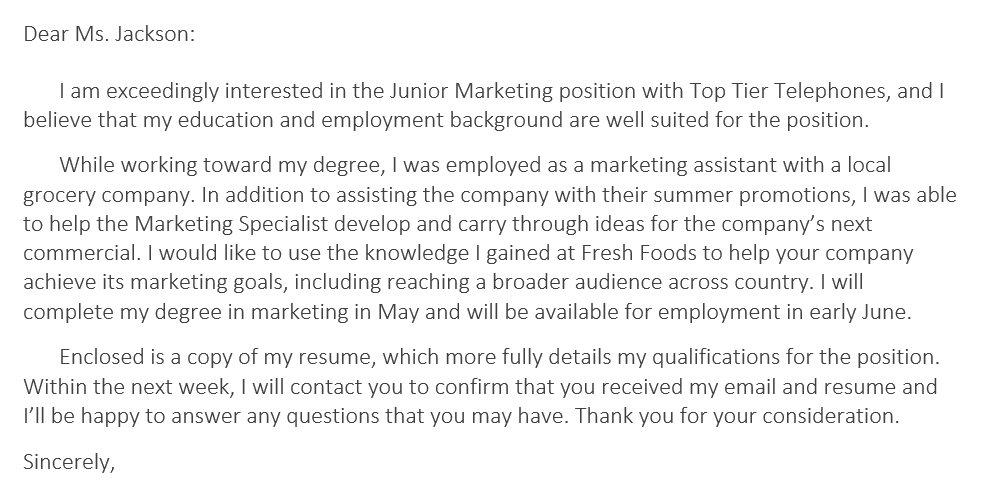 Dear Ms. Jackson:
I am exceedingly interested in the Junior Marketing position with Top Tier Telephones, and I
believe that my education and employment background are well suited for the position.
While working toward my degree, I was employed as a marketing assistant with a local
grocery company. In addition to assisting the company with their summer promotions, I was able
to help the Marketing Specialist develop and carry through ideas for the company’s next
commercial. I would like to use the knowledge I gained at Fresh Foods to help your company
achieve its marketing goals, including reaching a broader audience across country. I will
complete my degree in marketing in May and will be available for employment in early June.
Enclosed is a copy of my resume, which more fully details my qualifications for the position.
Within the next week, I will contact you to confirm that you received my email and resume and
I’ll be happy to answer any questions that you may have. Thank you for your consideration.
Sincerely,